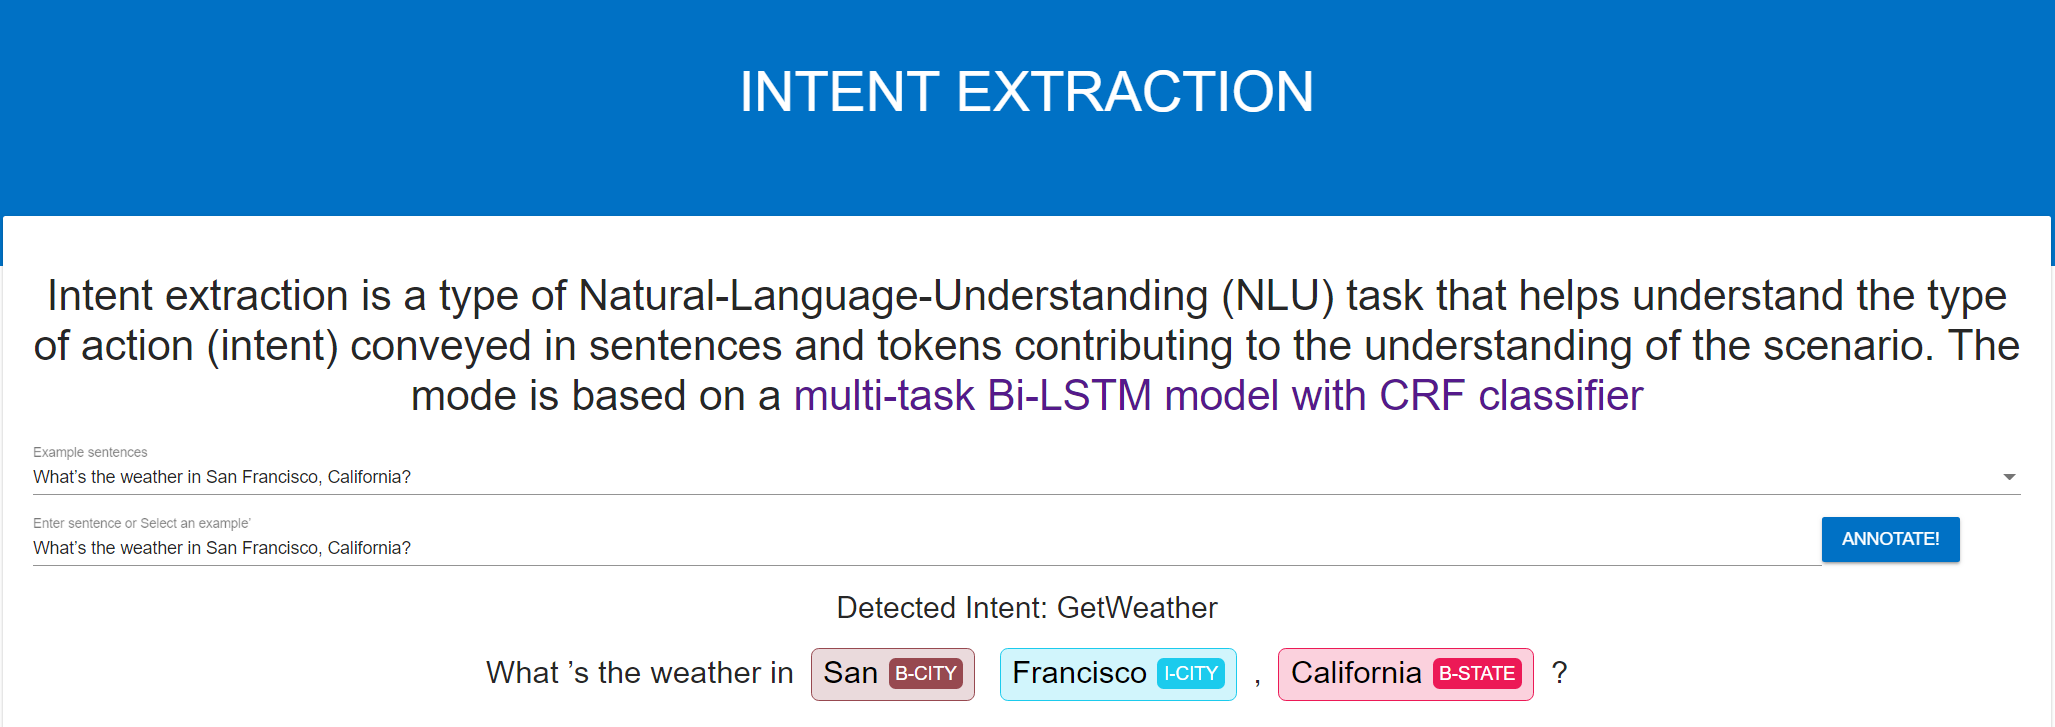 INTENT EXTRACTION
Intent extraction is a type of Natural-Language-Understanding (NLU) task that helps understand the type
of action (intent) conveyed in sentences and tokens contributing to the understanding of the scenario. The
mode is based on a multi-task Bi-LSTM model with CRF classifier
Example sentences
What's the weather in San Francisco, California?
Enter sentence or Select an example'
What's the weather in San Francisco, California?
ANNOTATE!
Detected Intent: GetWeather
What ’s the weather in San B-CITY Francisco I-CITY , California B-STATE ?